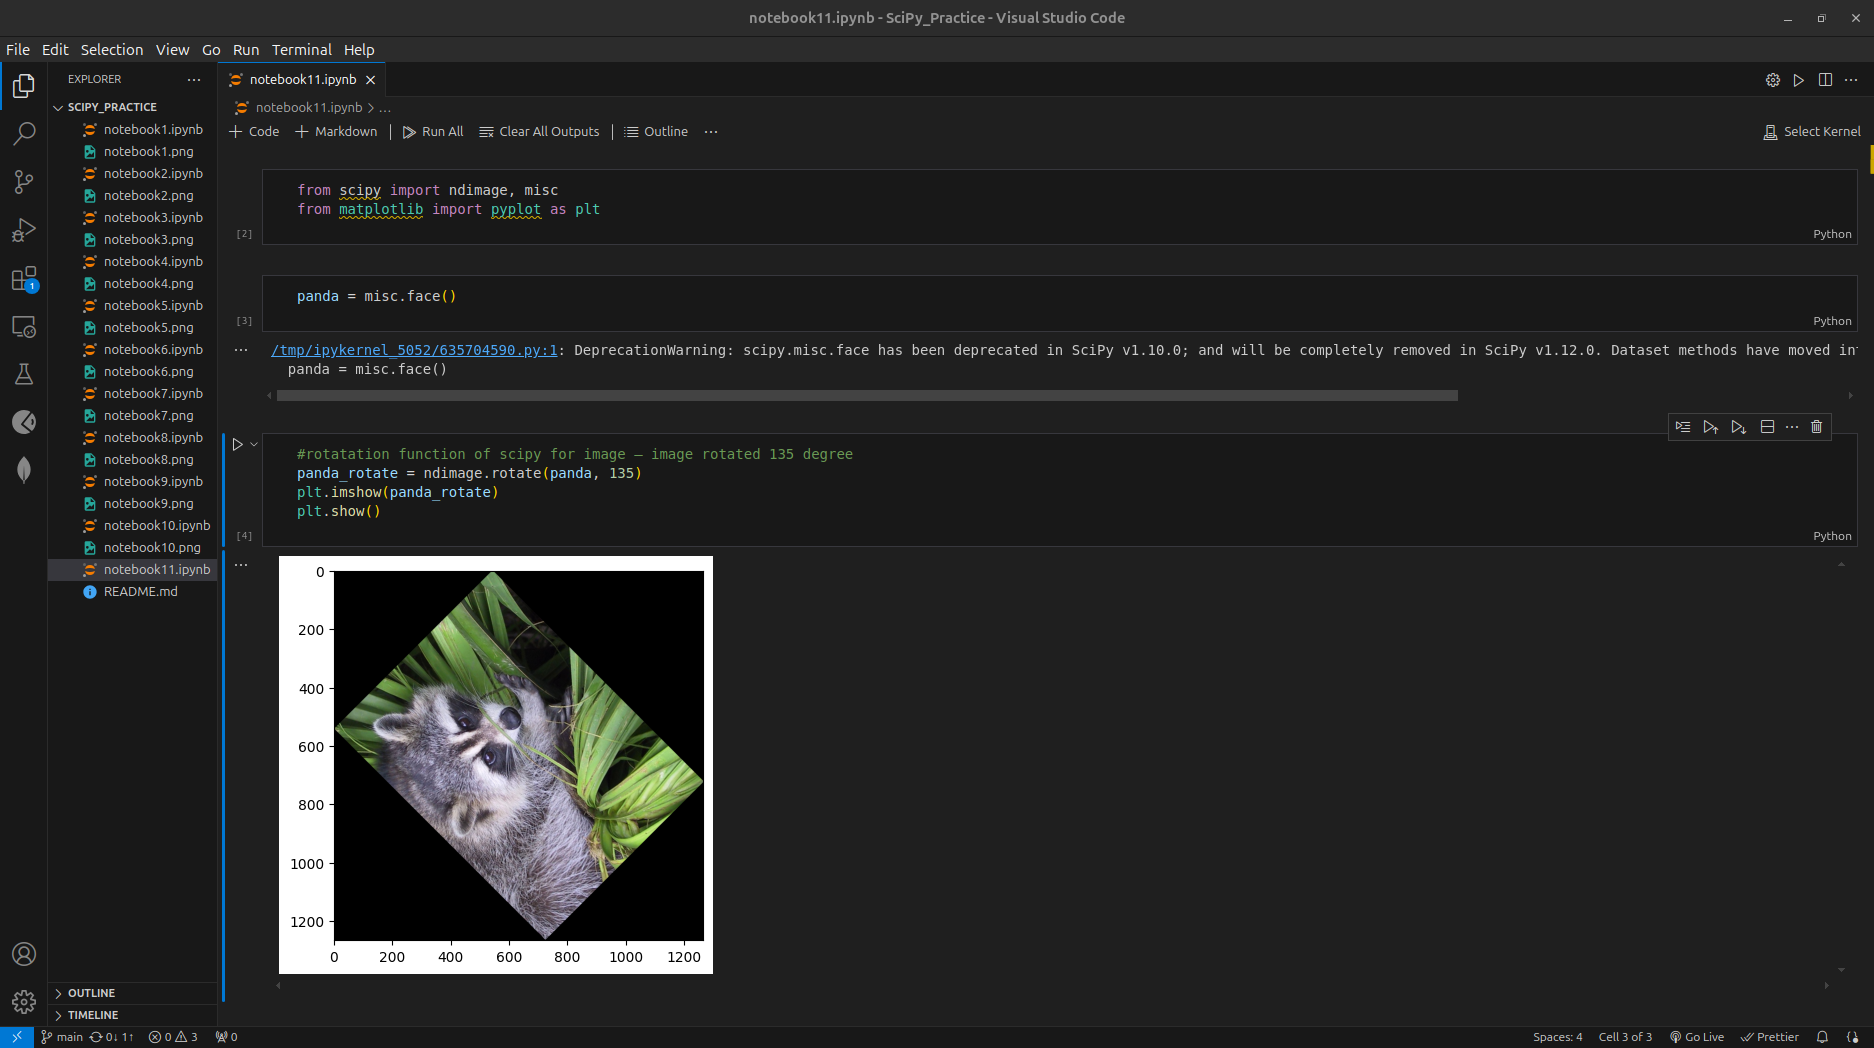 notebook11.ipynb - SciPy_Practice - Visual Studio Code
File Edit Selection View Go Run Terminal Help
EXPLORER
SCIPY_PRACTICE
notebook1.ipynb
notebook1.png
notebook2.ipynb
notebook2.png
notebook3.ipynb
notebook3.png
notebook4.ipynb
notebook4.png
notebook5.ipynb
notebook5.png
notebook6.ipynb
notebook6.png
notebook7.ipynb
notebook7.png
notebook8.ipynb
notebook8.png
notebook9.ipynb
notebook9.png
notebook10.ipynb
notebook10.png
notebook11.ipynb
README.md
OUTLINE
TIMELINE
1
notebook11.ipynb
notebook11.ipynb > ...
+ Code + Markdown | Run All Clear All Outputs | Outline ...
Select Kernel
from scipy import ndimage, misc
from matplotlib import pyplot as plt
[2]
Python
panda = misc.face()
[3]
Python
/tmp/ipykernel_5052/635704590.py:1: DeprecationWarning: scipy.misc.face has been deprecated in SciPy v1.10.0; and will be completely removed in SciPy v1.12.0. Dataset methods have moved in
panda = misc.face()
#rotatation function of scipy for image – image rotated 135 degree
panda_rotate = ndimage.rotate(panda, 135)
plt.imshow(panda_rotate)
plt.show()
[4]
Python
0
200
400
600
800
1000
1200
0 200 400 600 800 1000 1200
main 0↓ 1↑ 0 3 0
Spaces: 4 Cell 3 of 3 Go Live Prettier